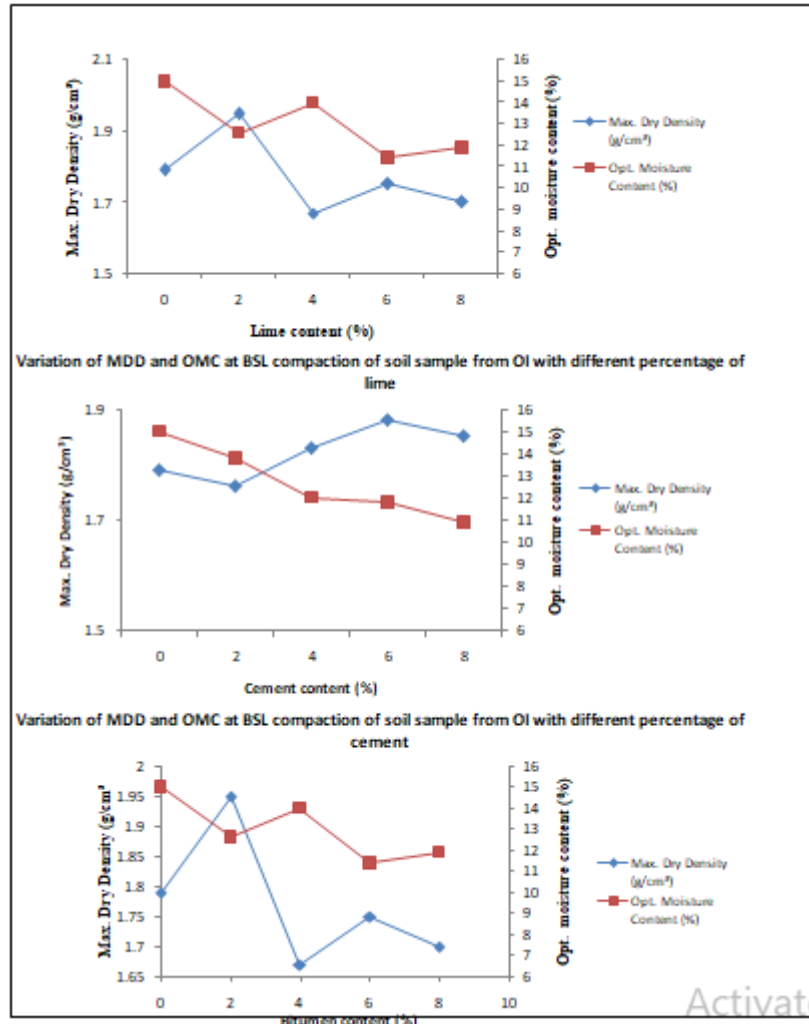 Max. Dry Density (g/cm³)
2.1
1.9
1.7
1.5
16
15
14
13
12
11
10
9
8
7
6
Opt. moisture content (%)
Max. Dry Density
(g/cm³)
Opt. Moisture
Content (%)
0 2 4 6 8
Lime content (%)
Variation of MDD and OMC at BSL compaction of soil sample from OI with different percentage of
lime
Max. Dry Density (g/cm³)
1.9
1.7
1.5
16
15
14
13
12
11
10
9
8
7
6
Opt. moisture content (%)
Max. Dry Density
(g/cm³)
Opt. Moisture
Content (%)
0 2 4 6 8
Cement content (%)
Variation of MDD and OMC at BSL compaction of soil sample from OI with different percentage of
cement
Max. Dry Density (g/cm³
2
1.95
1.9
1.85
1.8
1.75
1.7
1.65
16
15
14
13
12
11
10
9
8
7
6
Opt. moisture content (%)
Max. Dry Density
(g/cm³)
Opt. Moisture
Content (%)
0 2 4 6 8 10
Bitumen content (%)
Activate